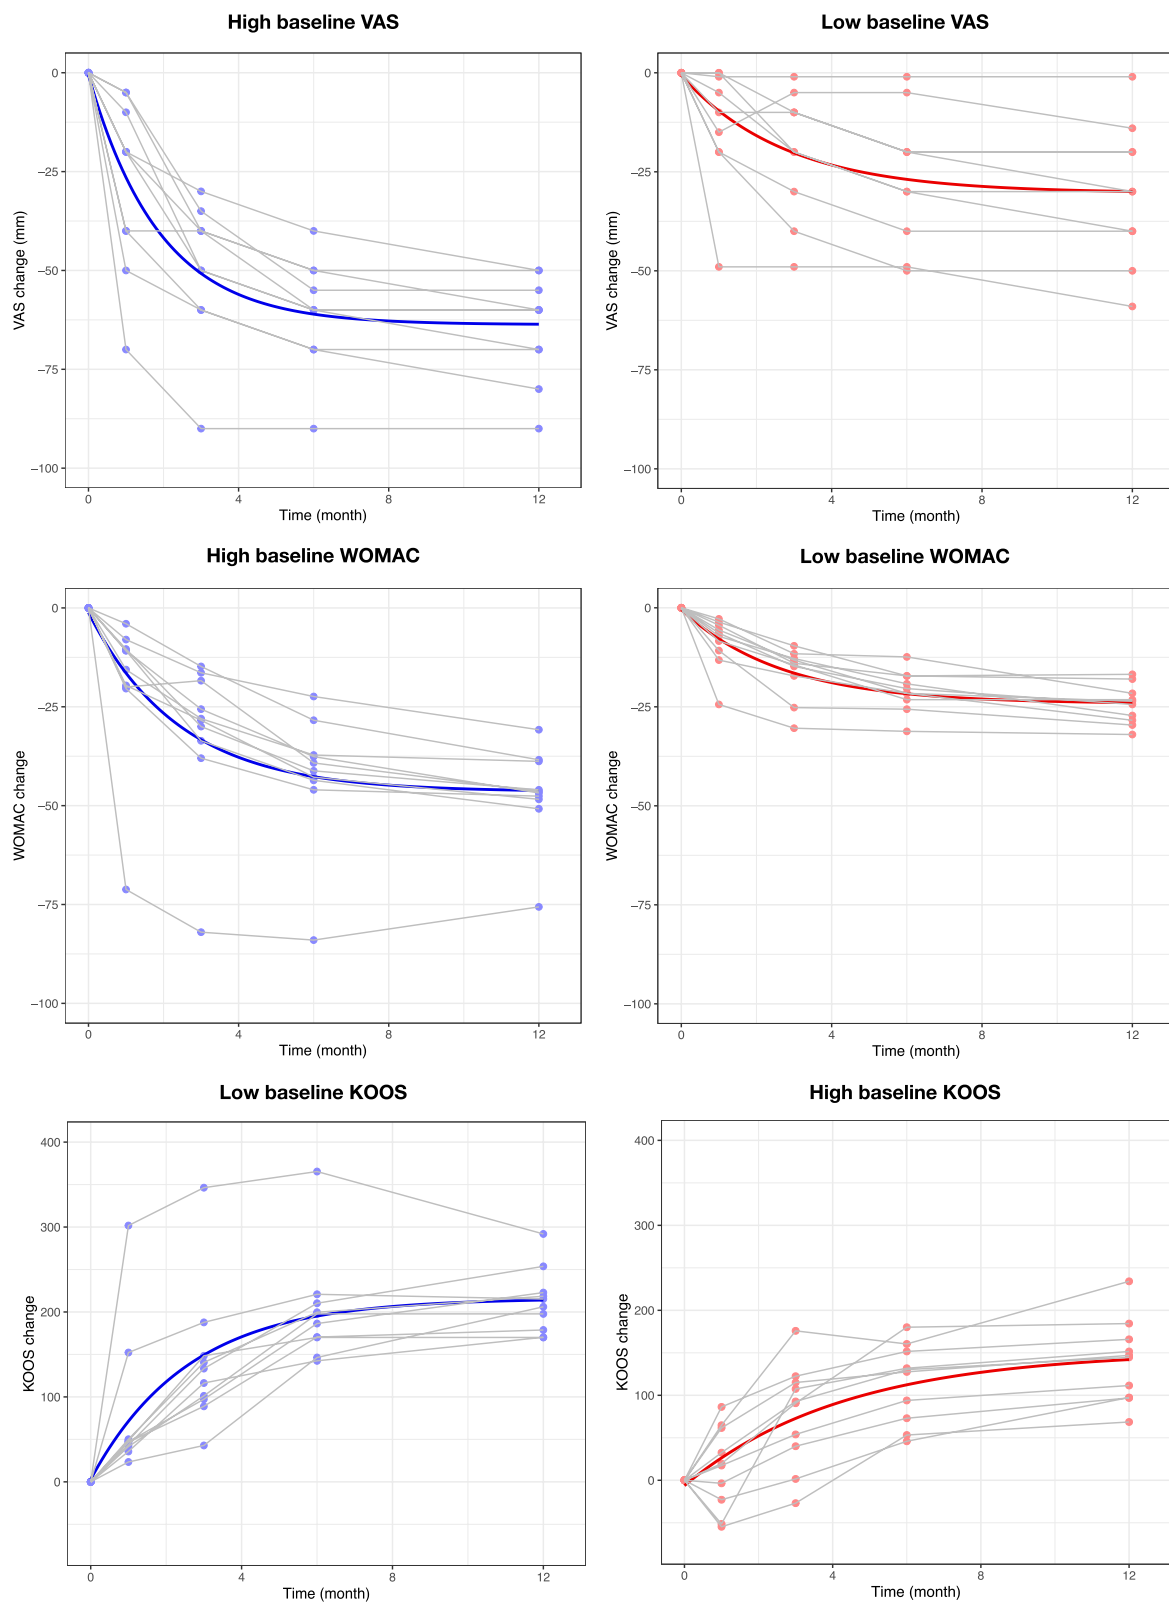 High baseline VAS
Low baseline VAS
0
−25
−50
−75
−100
VAS change (mm)
0 4 8 12
Time (month)
0
−25
−50
−75
−100
VAS change (mm)
0 4 8 12
Time (month)
High baseline WOMAC
Low baseline WOMAC
0
−25
−50
−75
−100
WOMAC change
0 4 8 12
Time (month)
0
−25
−50
−75
−100
WOMAC change
0 4 8 12
Time (month)
Low baseline KOOS
High baseline KOOS
400
300
200
100
0
KOOS change
0 4 8 12
Time (month)
400
300
200
100
0
KOOS change
0 4 8 12
Time (month)